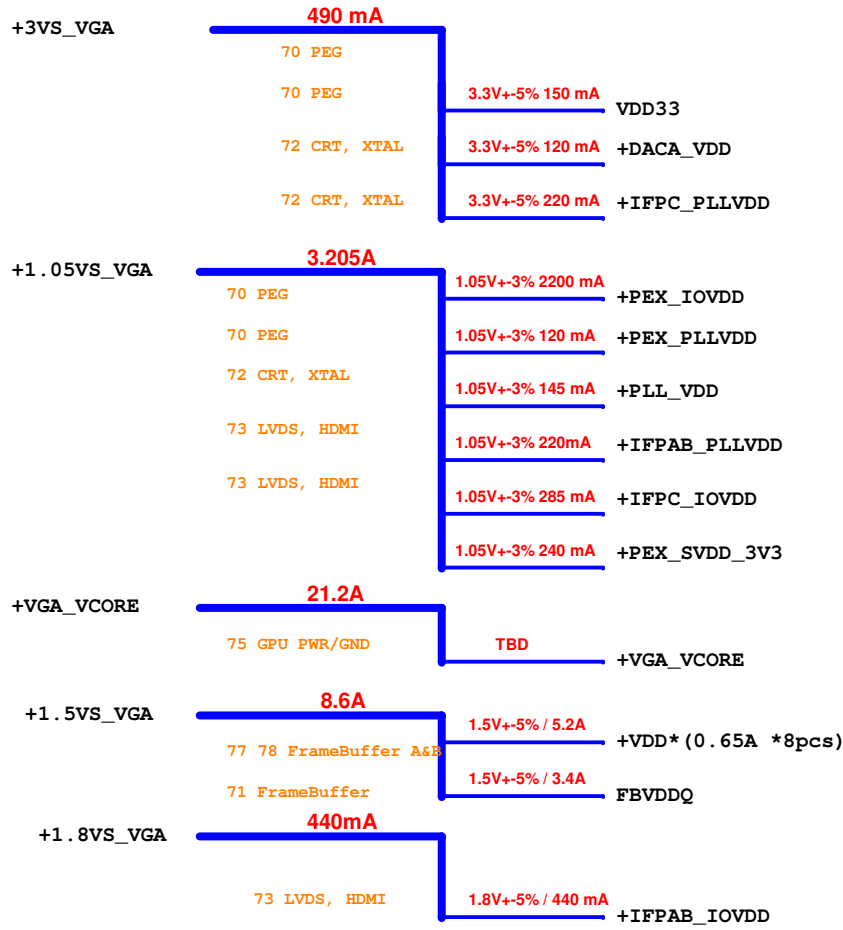 490 mA
+3VS_VGA
70 PEG
70 PEG
3.3V+-5% 150 mA
VDD33
72 CRT, XTAL
3.3V+-5% 120 mA
+DACA_VDD
72 CRT, XTAL
3.3V+-5% 220 mA
+IFPC_PLLVDD
3.205A
+1.05VS_VGA
70 PEG
1.05V+-3% 2200 mA
+PEX_IOVDD
70 PEG
1.05V+-3% 120 mA
+PEX_PLLVDD
72 CRT, XTAL
1.05V+-3% 145 mA
+PLL_VDD
73 LVDS, HDMI
1.05V+-3% 220mA
+IFPAB_PLLVDD
73 LVDS, HDMI
1.05V+-3% 285 mA
+IFPC_IOVDD
1.05V+-3% 240 mA
+PEX_SVDD_3V3
21.2A
+VGA_VCORE
75 GPU PWR/GND
TBD
+VGA_VCORE
8.6A
+1.5VS_VGA
1.5V+-5% / 5.2A
+VDD*(0.65A *8pcs)
77 78 FrameBuffer A&B
1.5V+-5% / 3.4A
71 FrameBuffer
FBVDDQ
440mA
+1.8VS_VGA
73 LVDS, HDMI
1.8V+-5% / 440 mA
+IFPAB_IOVDD